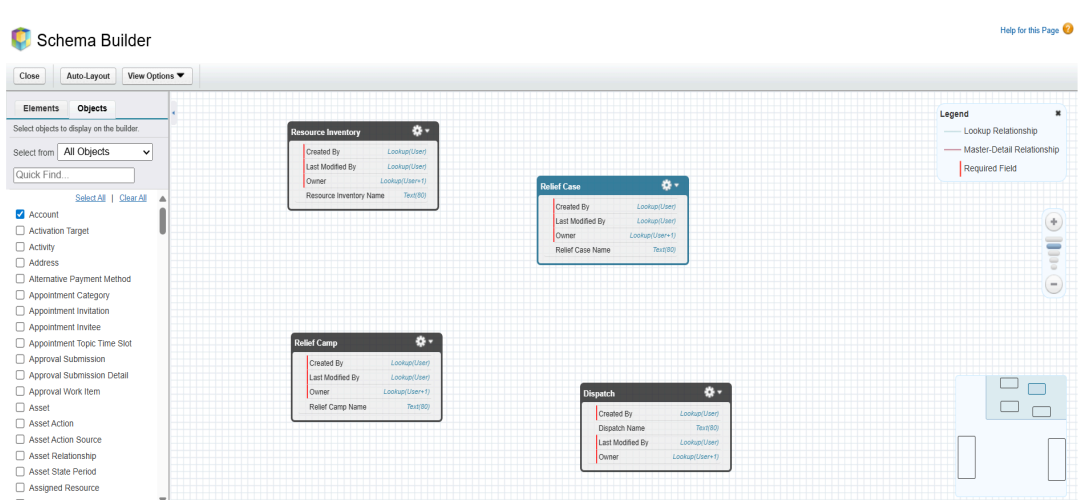 Schema Builder
Help for this Page
Close
Auto-Layout
View Options
Elements
Objects
Select objects to display on the builder.
Select from All Objects
Quick Find...
Select All | Clear All
Account
Activation Target
Activity
Address
Alternative Payment Method
Appointment Category
Appointment Invitation
Appointment Invitee
Appointment Topic Time Slot
Approval Submission
Approval Submission Detail
Approval Work Item
Asset
Asset Action
Asset Action Source
Asset Relationship
Asset State Period
Assigned Resource
Resource Inventory
Created By Lookup(User)
Last Modified By Lookup(User)
Owner Lookup(User+1)
Resource Inventory Name Text(80)
Relief Case
Created By Lookup(User)
Last Modified By Lookup(User)
Owner Lookup(User+1)
Relief Case Name Text(80)
Relief Camp
Created By Lookup(User)
Last Modified By Lookup(User)
Owner Lookup(User+1)
Relief Camp Name Text(80)
Dispatch
Created By Lookup(User)
Dispatch Name Text(80)
Last Modified By Lookup(User)
Owner Lookup(User+1)
Legend
Lookup Relationship
Master-Detail Relationship
Required Field